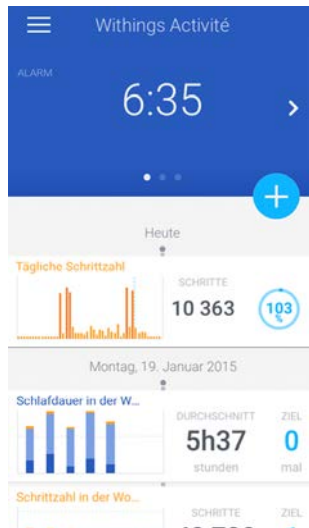 Withings Activité
ALARM
6:35
Heute
Tägliche Schrittzahl
SCHRITTE
10 363
103
%
Montag, 19. Januar 2015
Schlafdauer in der W...
DURCHSCHNITT
ZIEL
5h37
0
stunden
mal
Schrittzahl in der Wo...
SCHRITTE
ZIEL